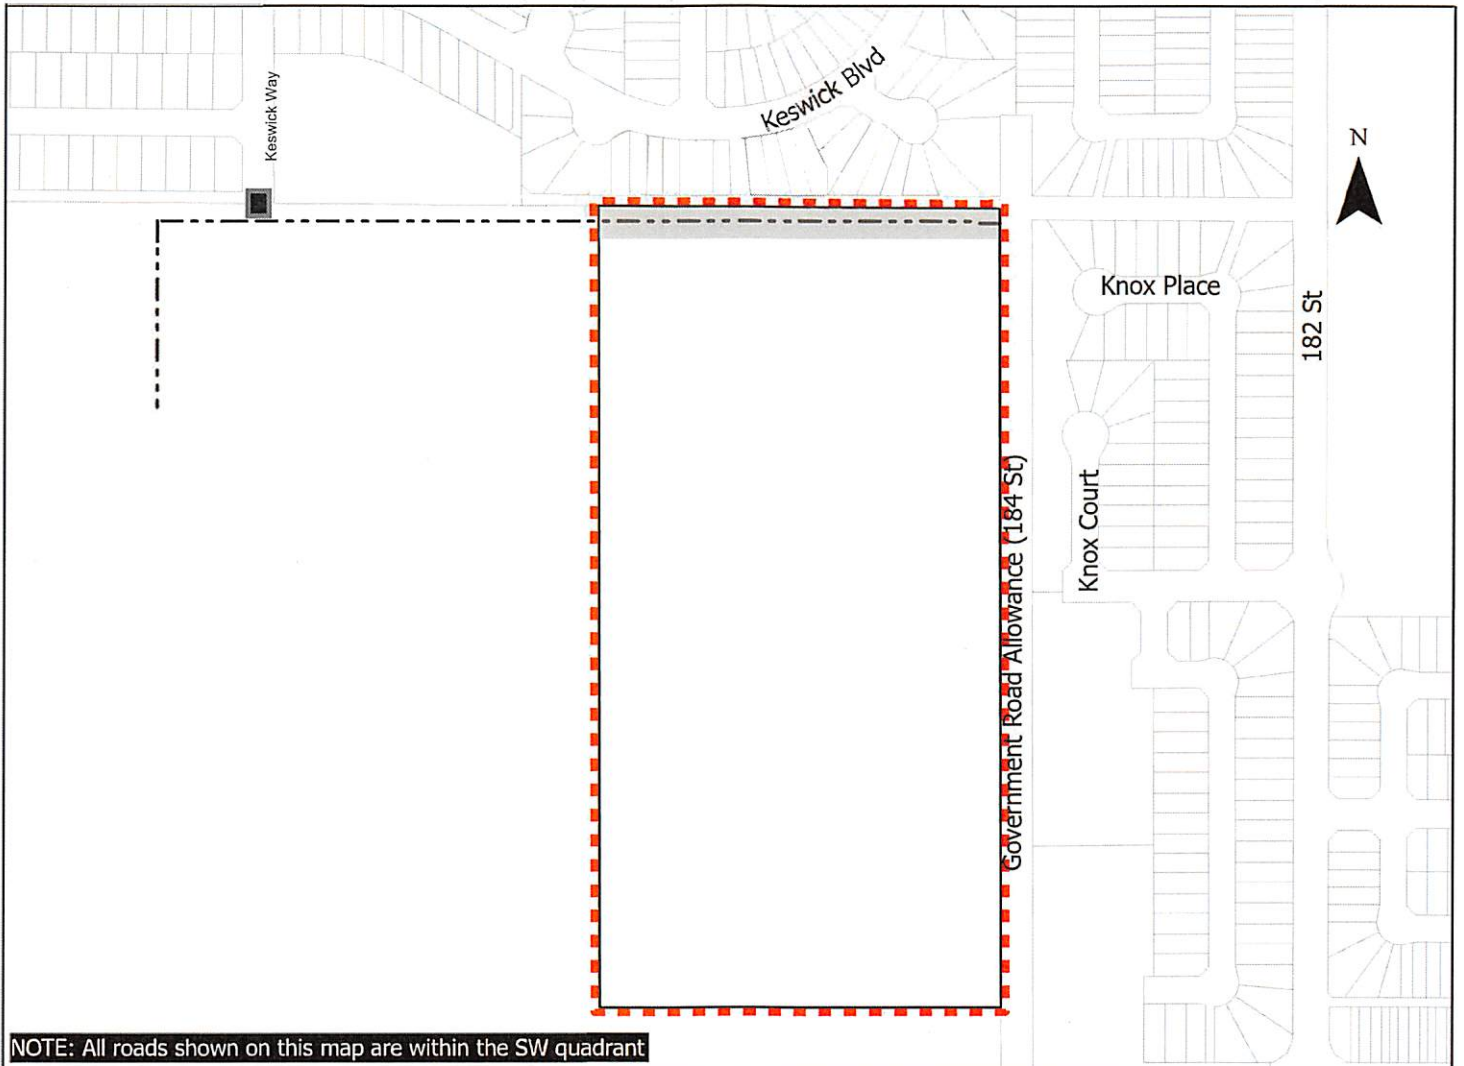 Keswick Way
Keswick Blvd
N
Knox Place
182 St
Government Road Allowance (184 St)
Knox Court
NOTE: All roads shown on this map are within the SW quadrant